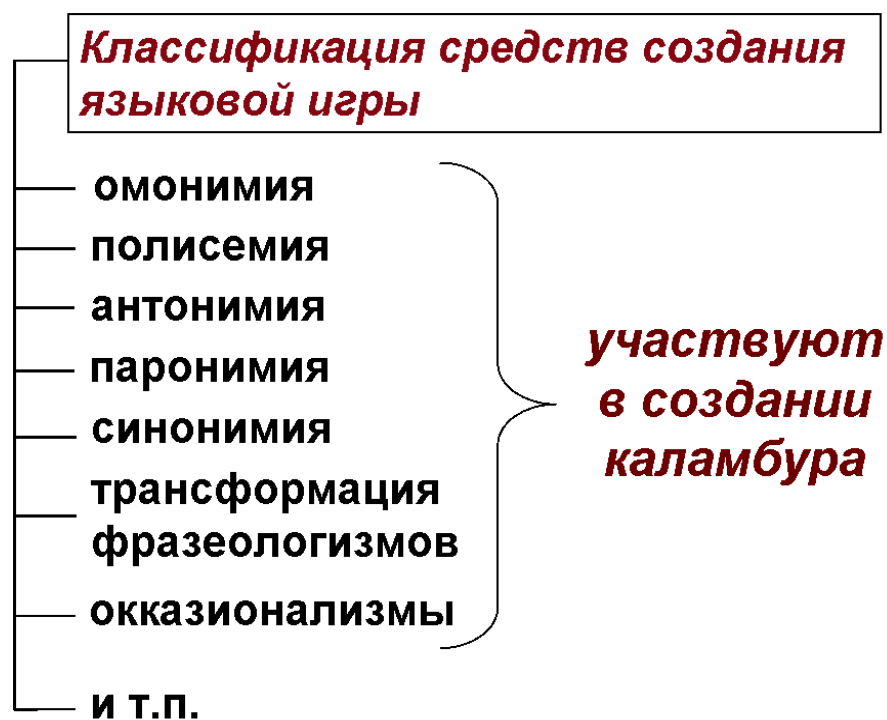 Классификация средств создания
языковой игры
омонимия
полисемия
антонимия
паронимия
синонимия
трансформация
фразеологизмов
окказионализмы
и т.п.
участвуют
в создании
каламбура